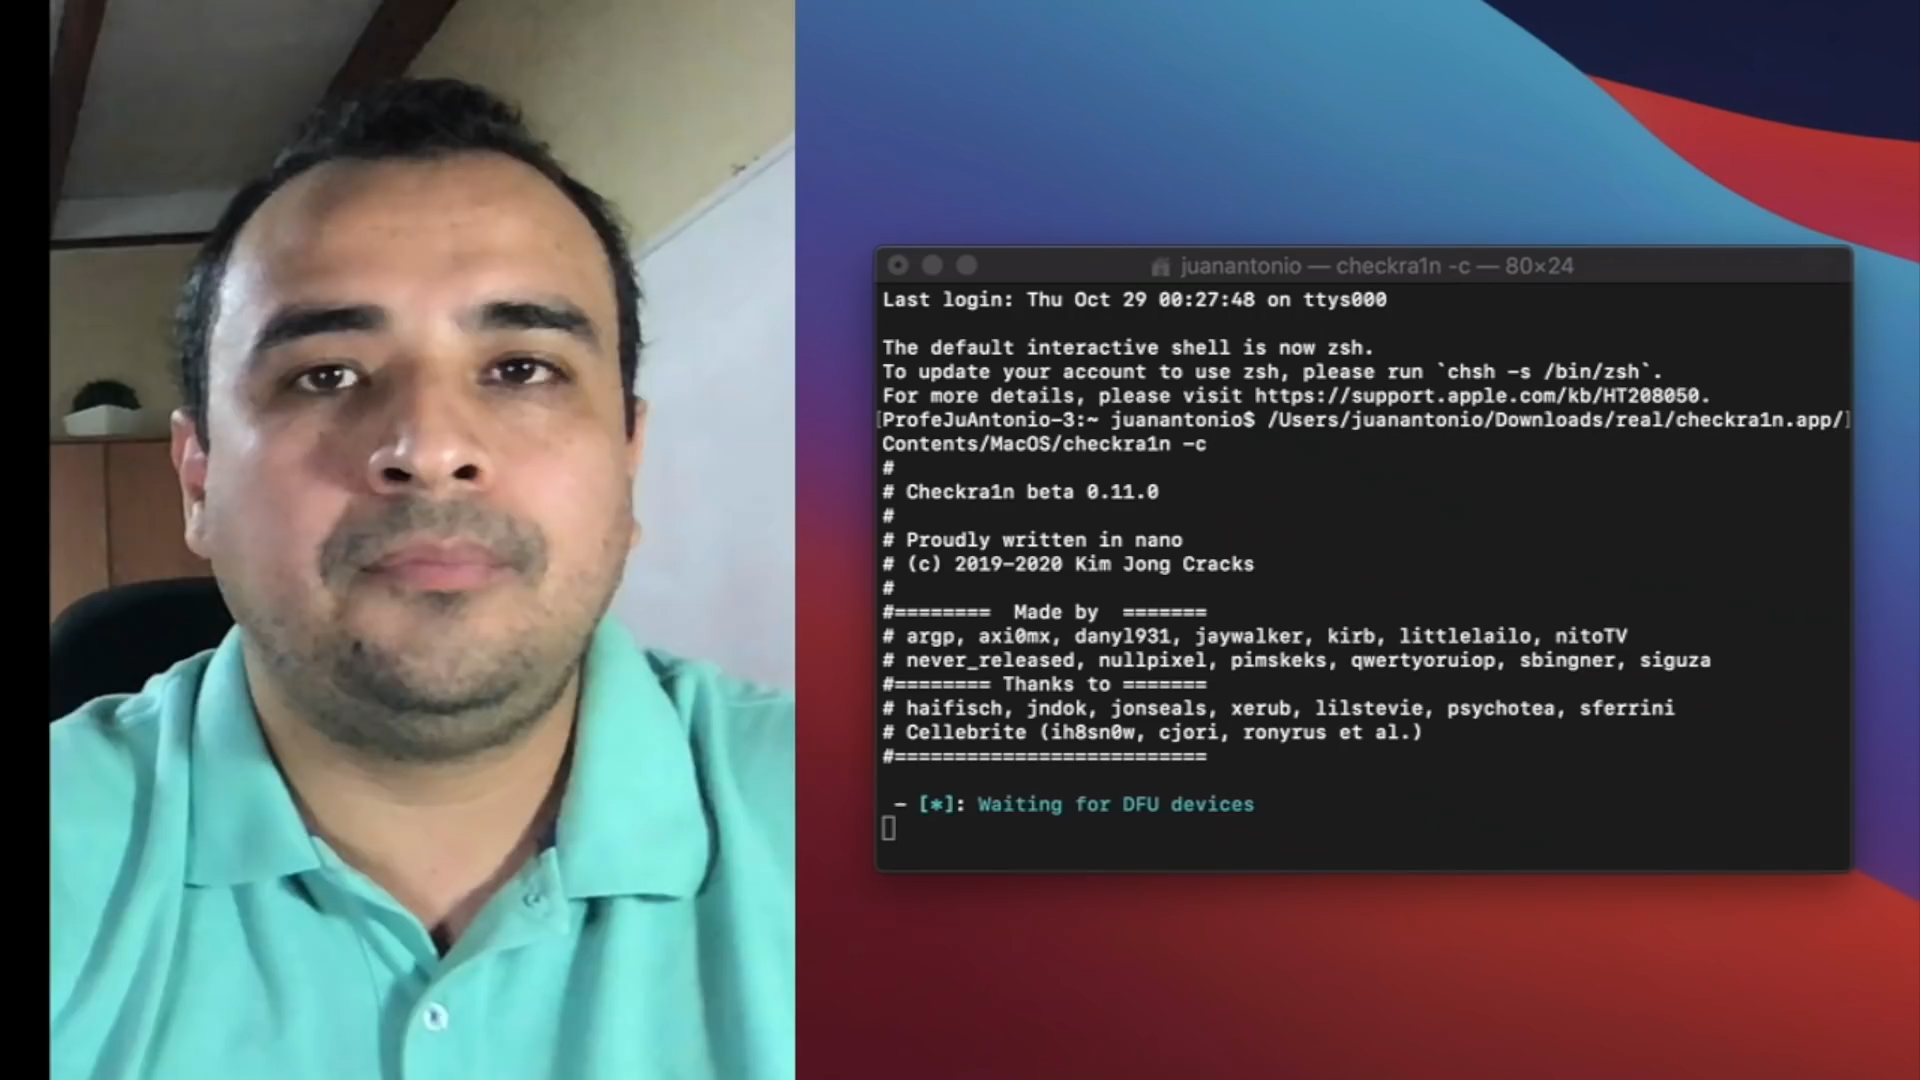 juanantonio — checkra1n -c — 80×24
Last login: Thu Oct 29 00:27:48 on ttys000
The default interactive shell is now zsh.
To update your account to use zsh, please run `chsh -s /bin/zsh`.
For more details, please visit https://support.apple.com/kb/HT208050.
[ProfeJuAntonio-3:~ juanantonio$ /Users/juanantonio/Downloads/real/checkra1n.app/]
Contents/MacOS/checkra1n -c
#
# Checkra1n beta 0.11.0
#
# Proudly written in nano
# (c) 2019-2020 Kim Jong Cracks
#
#========  Made by  =======
# argp, axi0mx, danyl931, jaywalker, kirb, littlelailo, nitoTV
# never_released, nullpixel, pimskeks, qwertyoruiop, sbingner, siguza
#======== Thanks to =======
# haifisch, jndok, jonseals, xerub, lilstevie, psychotea, sferrini
# Cellebrite (ih8sn0w, cjori, ronyrus et al.)
#==========================
- [*]: Waiting for DFU devices